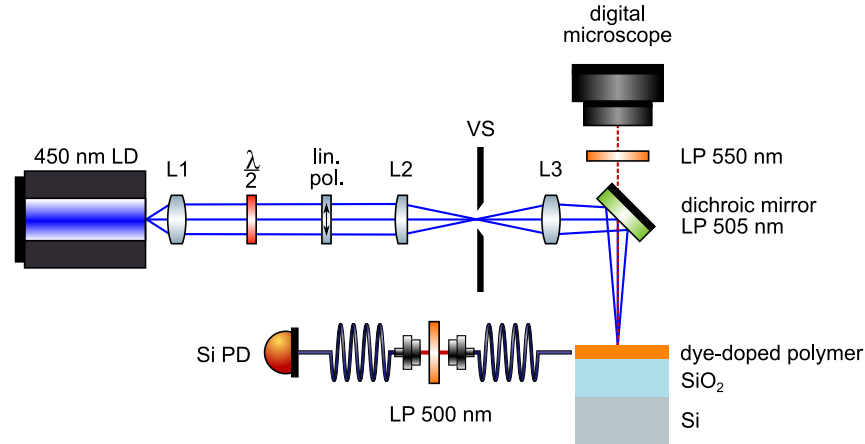 digital
microscope
VS
450 nm LD
L1
λ
2
lin.
pol.
L2
L3
LP 550 nm
dichroic mirror
LP 505 nm
Si PD
LP 500 nm
dye-doped polymer
SiO₂
Si